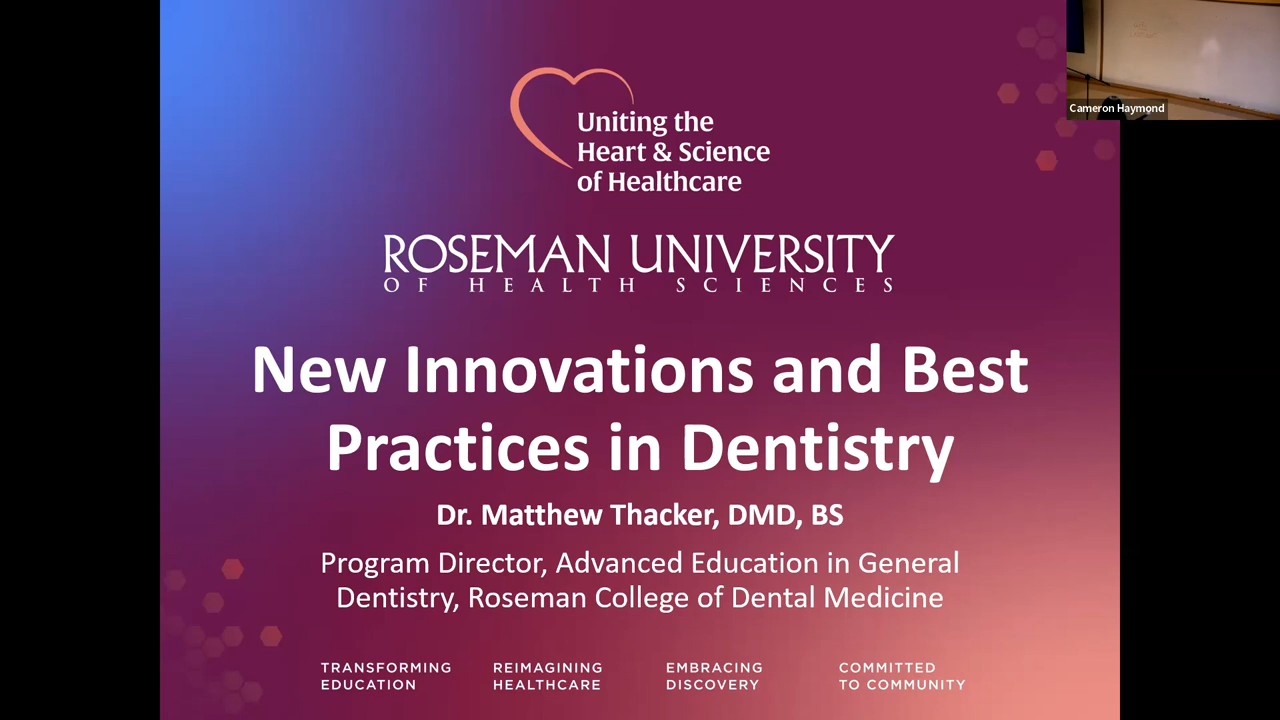 Uniting the
Heart & Science
of Healthcare
ROSEMAN UNIVERSITY
OF HEALTH SCIENCES
New Innovations and Best
Practices in Dentistry
Dr. Matthew Thacker, DMD, BS
Program Director, Advanced Education in General
Dentistry, Roseman College of Dental Medicine
TRANSFORMING
EDUCATION
REIMAGINING
HEALTHCARE
EMBRACING
DISCOVERY
COMMITTED
TO COMMUNITY
Cameron Haymond